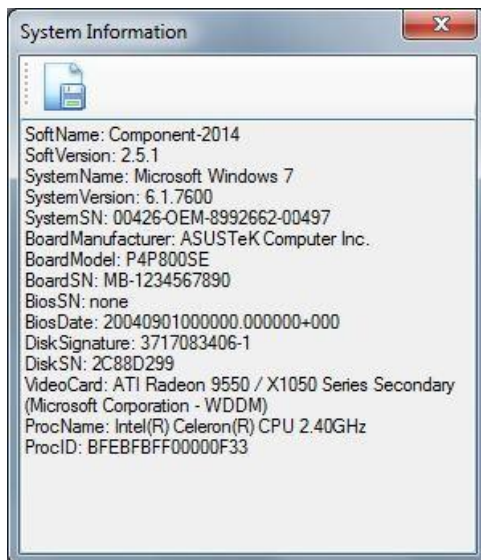 System Information
SoftName: Component-2014
SoftVersion: 2.5.1
SystemName: Microsoft Windows 7
SystemVersion: 6.1.7600
SystemSN: 00426-OEM-8992662-00497
BoardManufacturer: ASUSTeK Computer Inc.
BoardModel: P4P800SE
BoardSN: MB-1234567890
BiosSN: none
BiosDate: 20040901000000.000000+000
DiskSignature: 3717083406-1
DiskSN: 2C88D299
VideoCard: ATI Radeon 9550 / X1050 Series Secondary
(Microsoft Corporation - WDDM)
ProcName: Intel(R) Celeron(R) CPU 2.40GHz
ProcID: BFEBFBFF00000F33